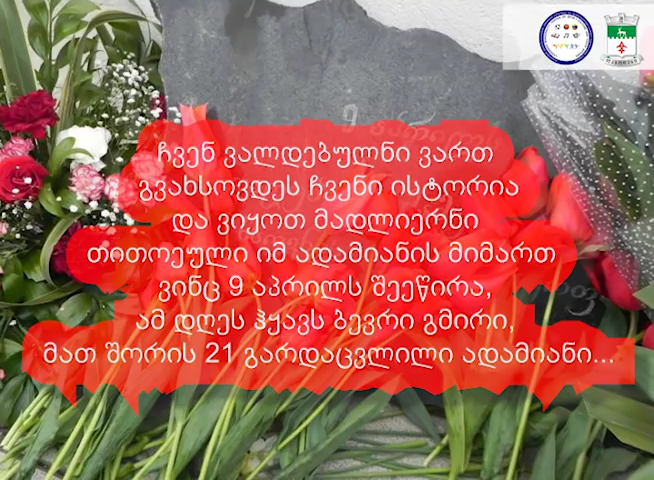 ჩვენ ვალდებულნი ვართ
გვახსოვდეს ჩვენი ისტორია
და ვიყოთ მადლიერნი
თითოეული იმ ადამიანის მიმართ
ვინც 9 აპრილს შეეწირა,
ამ დღეს ჰყავს ბევრი გმირი,
მათ შორის 21 გარდაცვლილი ადამიანი...